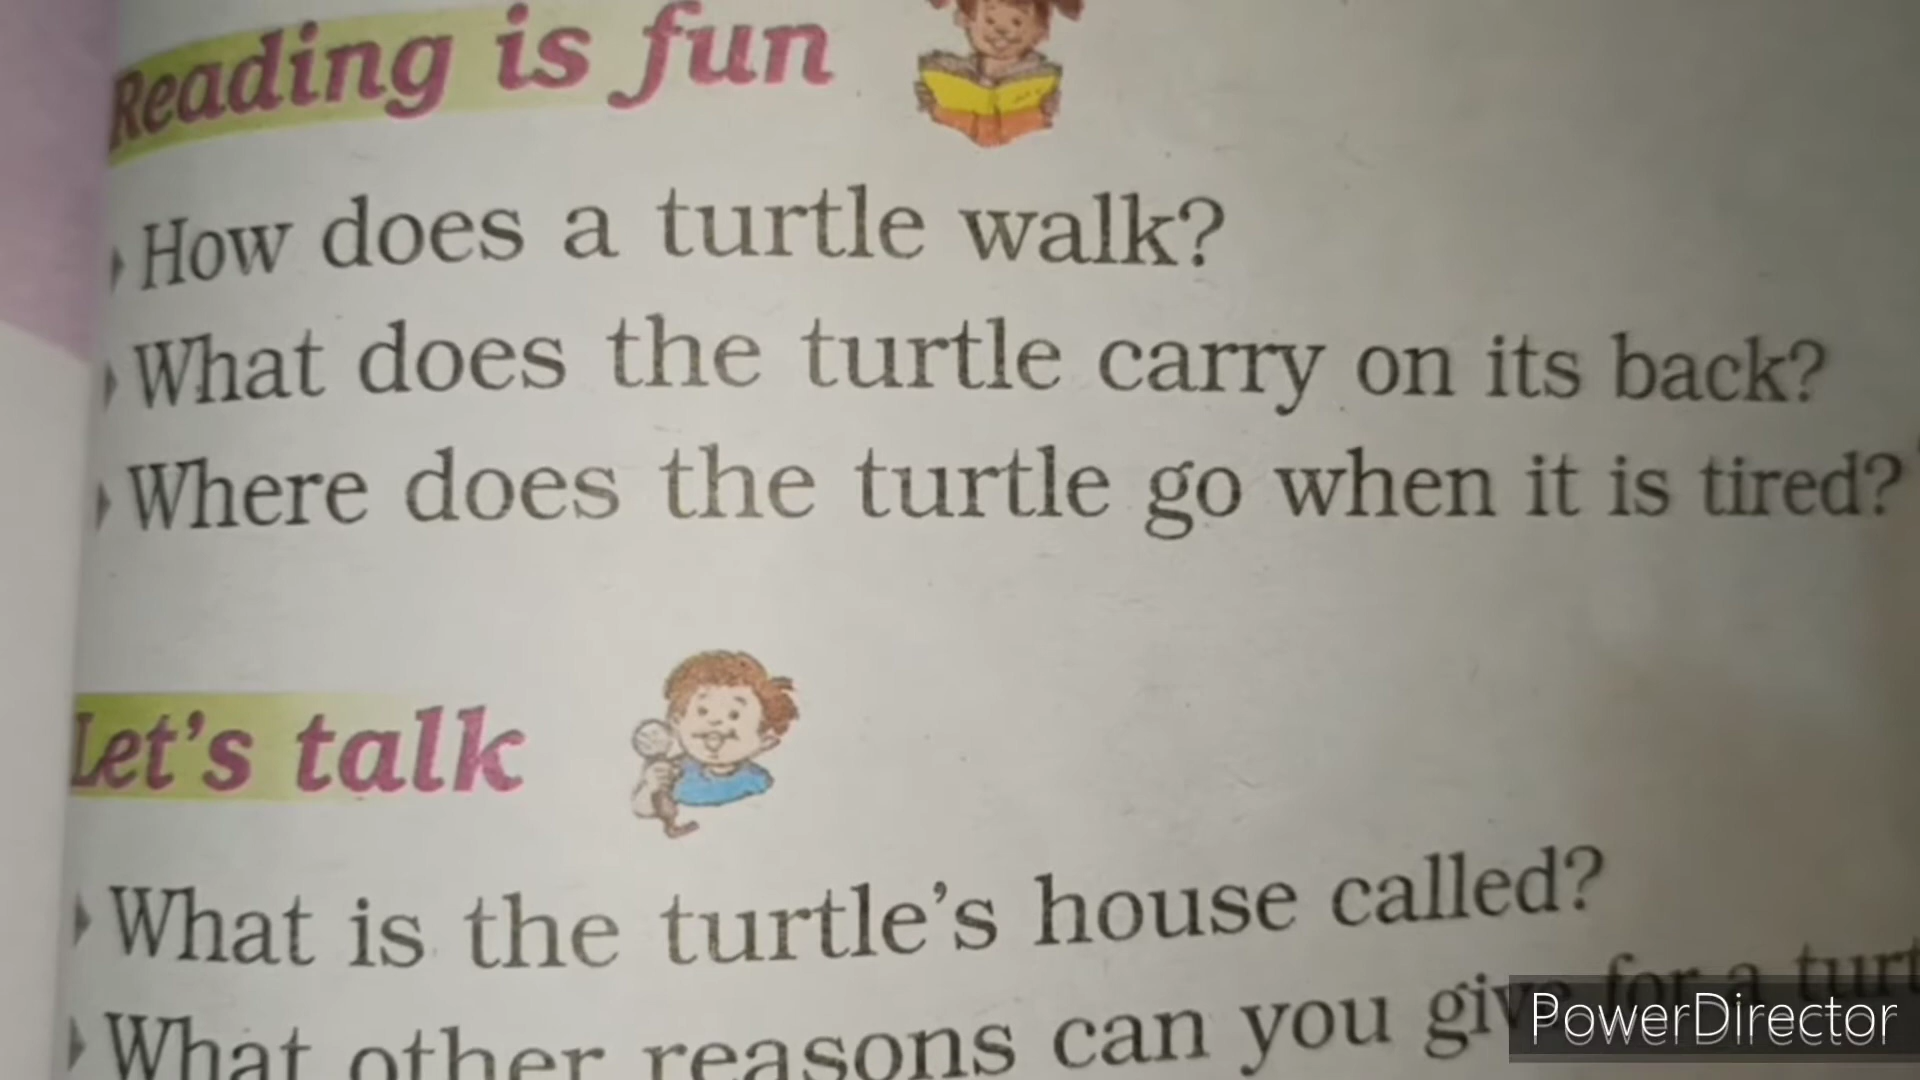 Reading is fun
How does a turtle walk?
What does the turtle carry on its back?
Where does the turtle go when it is tired?
Let's talk
What is the turtle's house called?
What other reasons can you give for a
PowerDirector